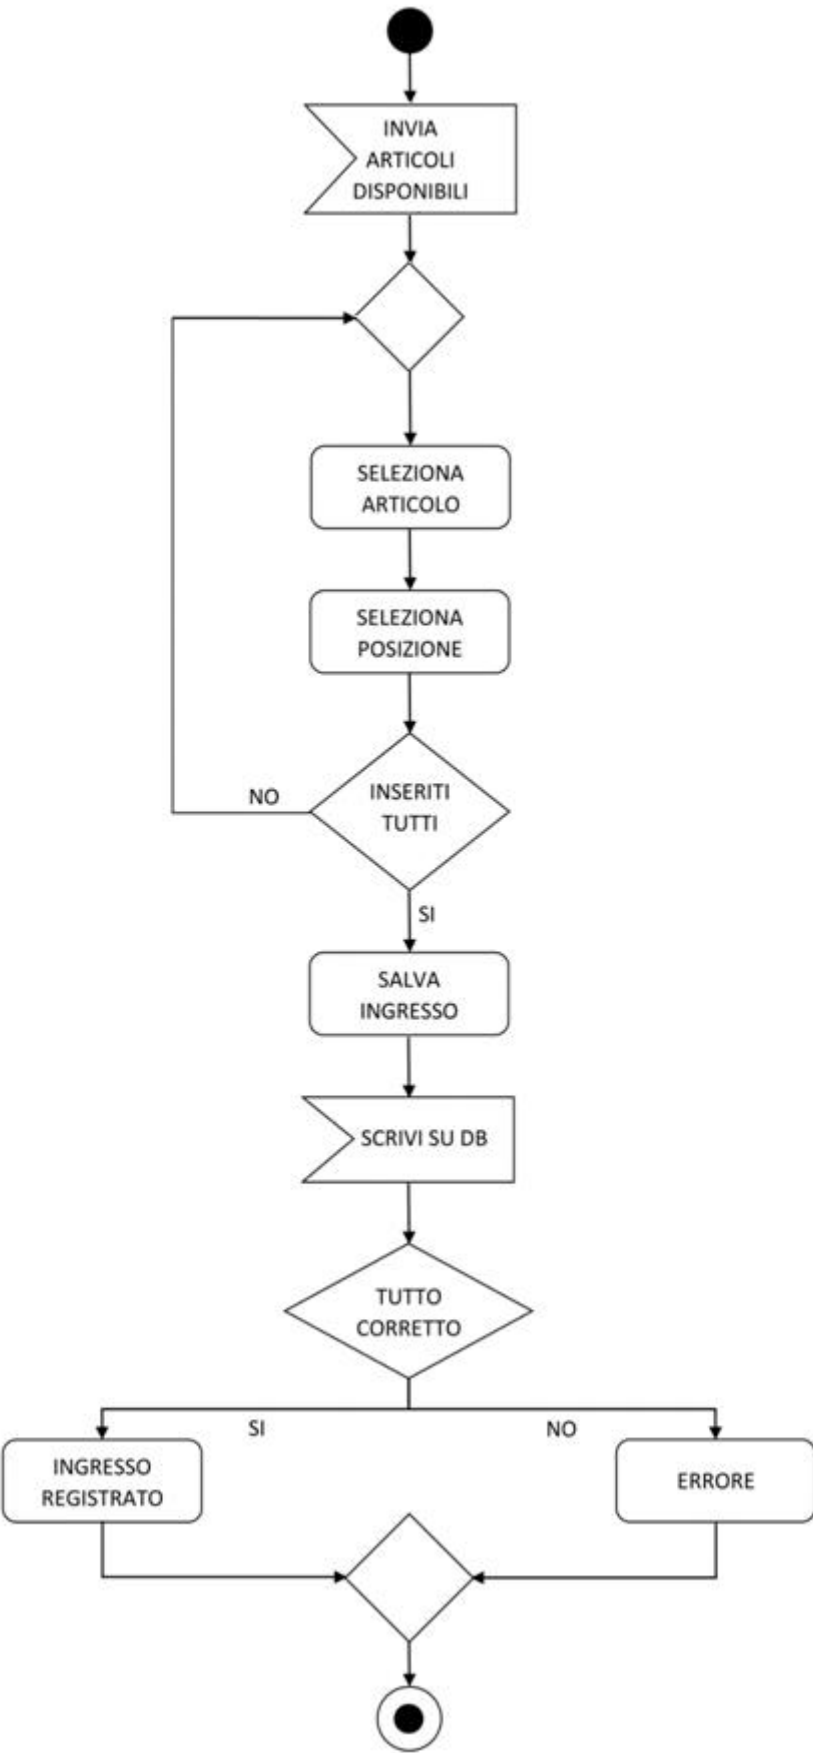 INVIA
ARTICOLI
DISPONIBILI
SELEZIONA
ARTICOLO
SELEZIONA
POSIZIONE
INSERITI
TUTTI
NO
SI
SALVA
INGRESSO
SCRIVI SU DB
TUTTO
CORRETTO
SI
NO
INGRESSO
REGISTRATO
ERRORE